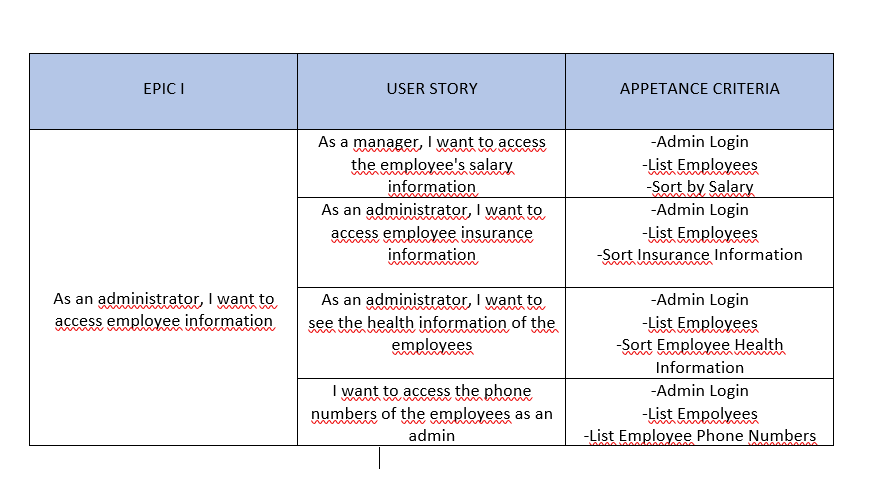 EPIC I
USER STORY
APPETANCE CRITERIA
As an administrator, I want to
access employee information
As a manager, I want to access
the employee's salary
information
-Admin Login
-List Employees
-Sort by Salary
As an administrator, I want to
access employee insurance
information
-Admin Login
-List Employees
-Sort Insurance Information
As an administrator, I want to
see the health information of the
employees
-Admin Login
-List Employees
-Sort Employee Health
Information
I want to access the phone
numbers of the employees as an
admin
-Admin Login
-List Empolyees
-List Employee Phone Numbers